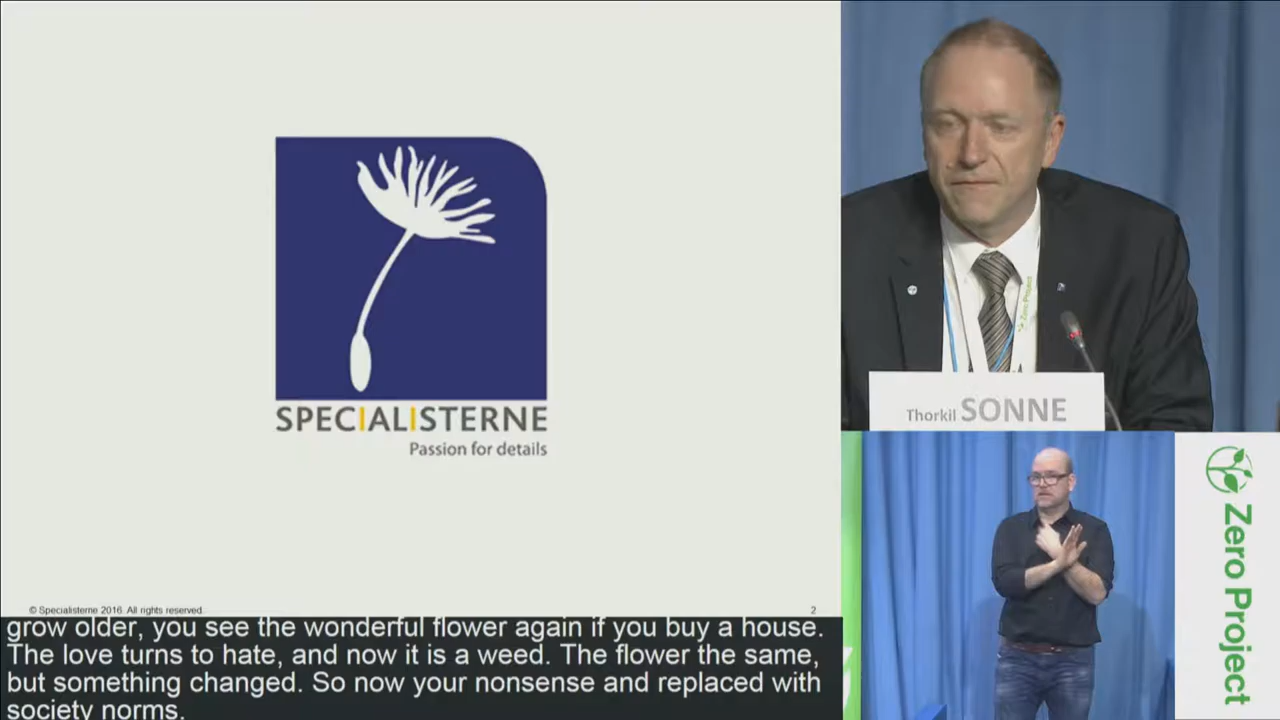 SPECIALISTERNE
Passion for details
© Specialisterne 2016. All rights reserved.
2
grow older, you see the wonderful flower again if you buy a house.
The love turns to hate, and now it is a weed. The flower the same,
but something changed. So now your nonsense and replaced with
society norms.
Zero Project
Thorkil SONNE
Zero Project